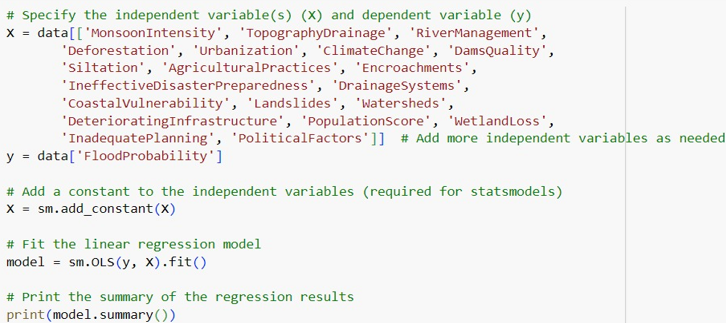 # Specify the independent variable(s) (X) and dependent variable (y)
X = data[['MonsoonIntensity', 'TopographyDrainage', 'RiverManagement',
'Deforestation', 'Urbanization', 'ClimateChange', 'DamsQuality',
'Siltation', 'AgriculturalPractices', 'Encroachments',
'IneffectiveDisasterPreparedness', 'DrainageSystems',
'CoastalVulnerability', 'Landslides', 'Watersheds',
'DeterioratingInfrastructure', 'PopulationScore', 'WetlandLoss',
'InadequatePlanning', 'PoliticalFactors']]  # Add more independent variables as needed
y = data['FloodProbability']
# Add a constant to the independent variables (required for statsmodels)
X = sm.add_constant(X)
# Fit the linear regression model
model = sm.OLS(y, X).fit()
# Print the summary of the regression results
print(model.summary())